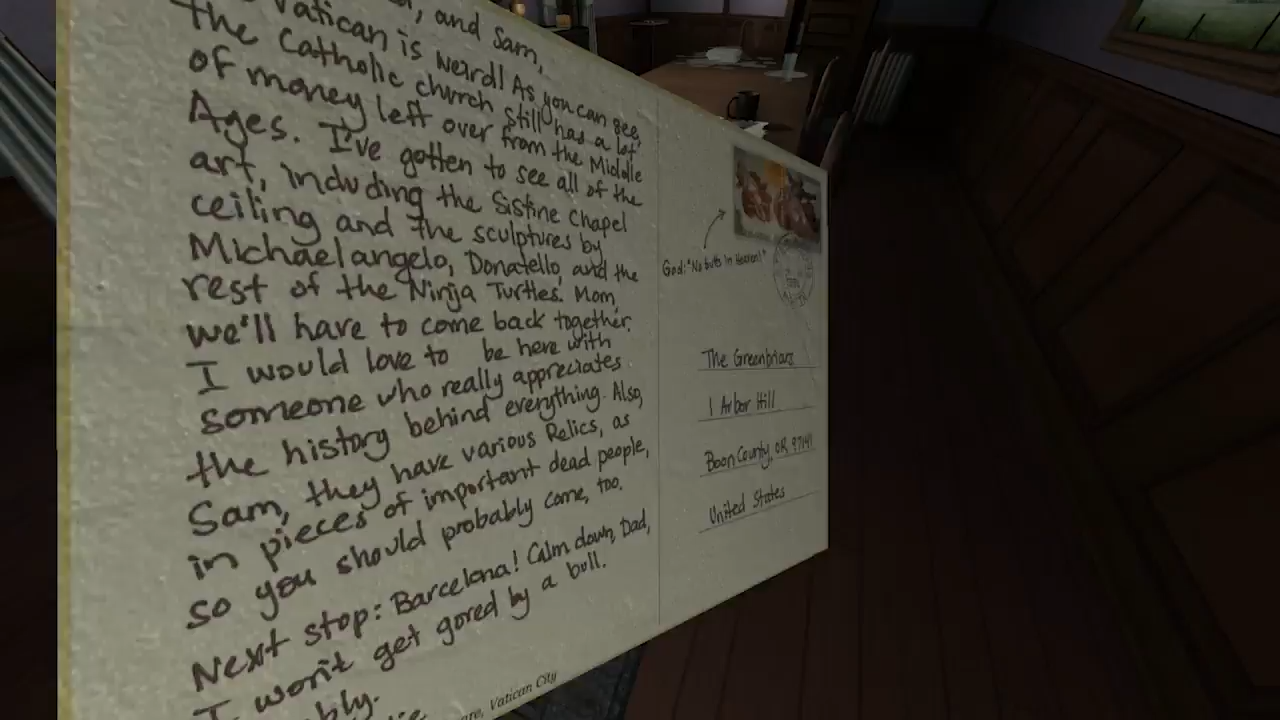 and Sam,
Vatican is weird! As you can see,
the Catholic church still has a lot
of money left over from the Middle
Ages. I've gotten to see all of the
art, including the Sistine Chapel
ceiling and the sculptures by
Michaelangelo, Donatello, and the
rest of the Ninja Turtles. Mom,
we'll have to come back together.
I would love to be here with
someone who really appreciates
the history behind everything. Also,
Sam, they have various Relics, as
in pieces of important dead people,
so you should probably come, too.
Next stop: Barcelona! Calm down, Dad,
I won't get gored by a bull.
Vatican City
God: "No butts in Heaven!"
The Greenbriars
1 Arbor Hill
Boon County, OR 97141
United States